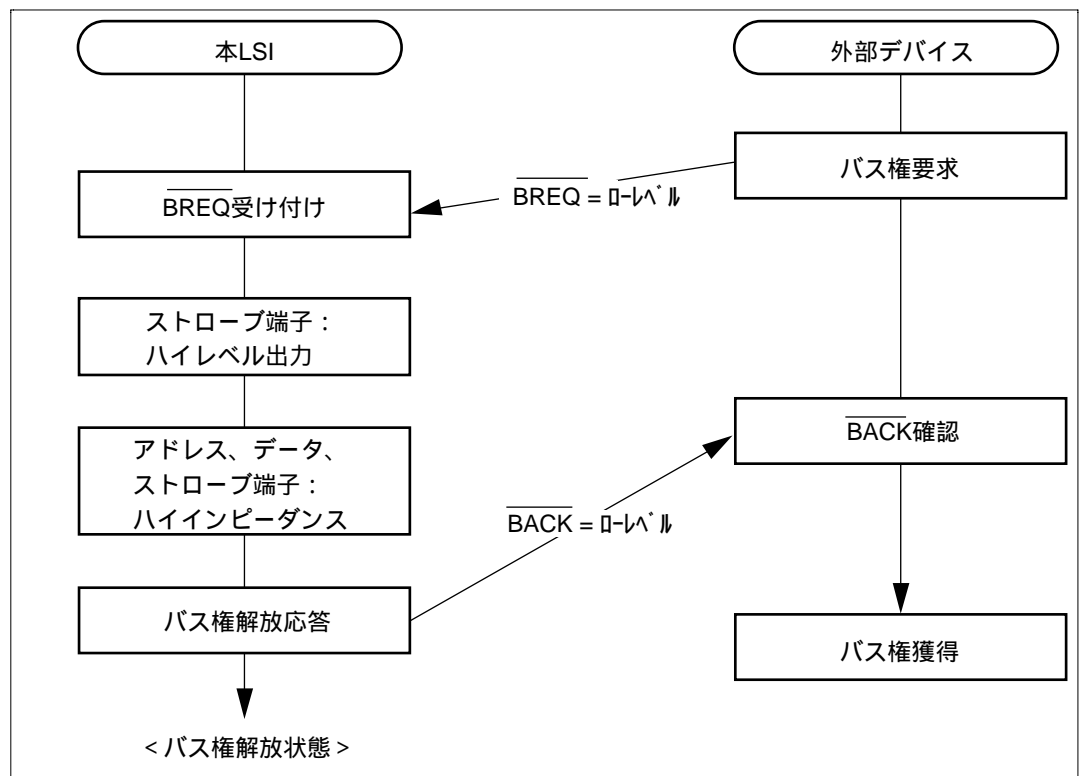 本LSI
外部デバイス
バス権要求
BREQ = ローレベル
BREQ受け付け
ストローブ端子：
ハイレベル出力
アドレス、データ、
ストローブ端子：
ハイインピーダンス
BACK確認
BACK = ローレベル
バス権解放応答
バス権獲得
＜バス権解放状態＞